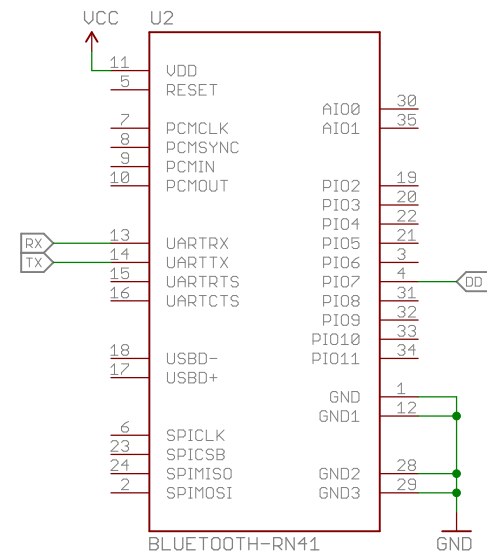 VCC U2
11 VDD
5 RESET
AIO0 30
7 PCMCLK AIO1 35
8 PCMSYNC
9 PCMIN
10 PCMOUT PIO2 19
PIO3 20
PIO4 22
RX 13 UARTRX PIO5 21
TX 14 UARTTX PIO6 3
15 UARTRTS PIO7 4 DD
16 UARTCTS PIO8 31
PIO9 32
PIO10 33
18 USBD- PIO11 34
17 USBD+
GND 1
GND1 12
6 SPICLK
23 SPICSB
24 SPIMISO GND2 28
2 SPIMOSI GND3 29
BLUETOOTH-RN41 GND